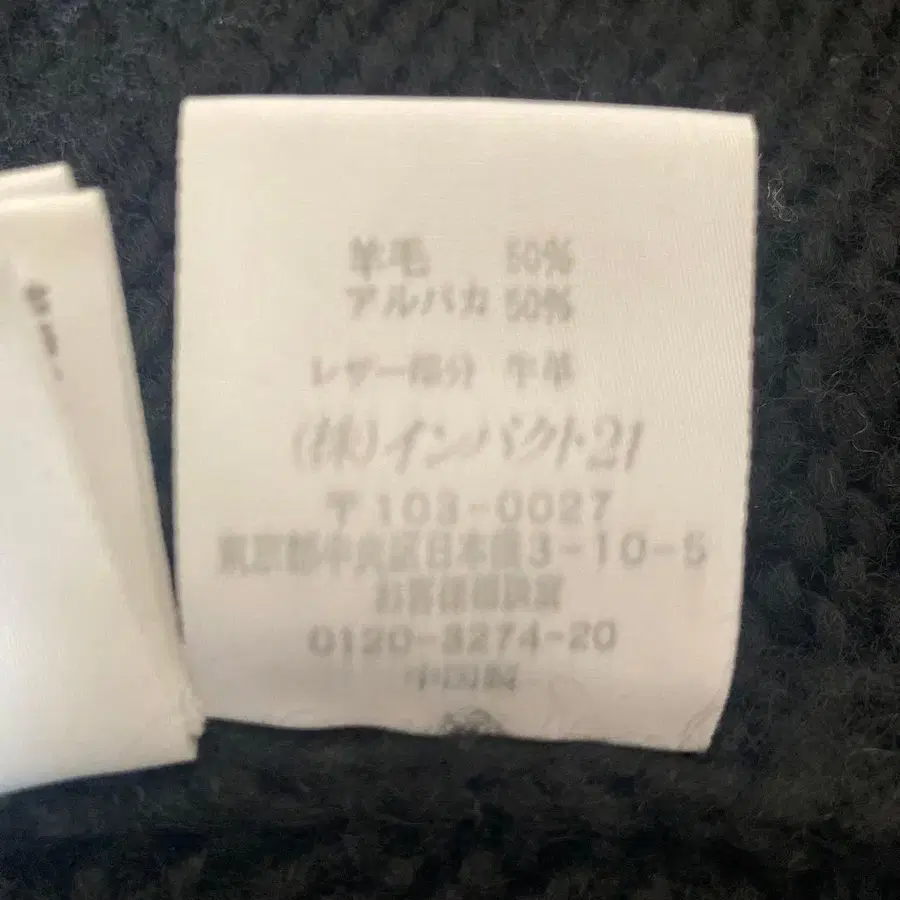 羊毛 50%
アルパカ 50%
レザー部分 牛革
(株)インパクト21
〒103-0027
東京都中央区日本橋3-10-5
お客様相談室
0120-3274-20
中国製